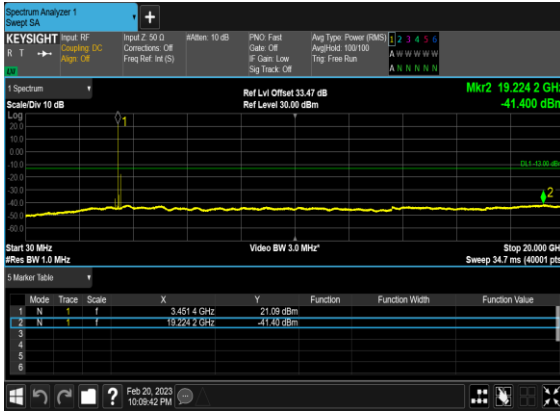 Spectrum Analyzer 1
Swept SA
+
KEYSIGHT
R T
LV
Input: RF
Coupling: DC
Align: Off
Input Z: 50 Ω
Corrections: Off
Freq Ref: Int (S)
#Atten: 10 dB
PNO: Fast
Gate: Off
IF Gain: Low
Sig Track: Off
Avg Type: Power (RMS)
Avg|Hold: 100/100
Trig: Free Run
1 2 3 4 5 6
A W W W W W
A N N N N N
1 Spectrum
Scale/Div 10 dB
Ref Lvl Offset 33.47 dB
Ref Level 30.00 dBm
Mkr2 19.224 2 GHz
-41.400 dBm
Log
20.0
10.0
0.00
-10.0
-20.0
-30.0
-40.0
-50.0
-60.0
1
DL1 -13.00 dBm
2
Start 30 MHz
#Res BW 1.0 MHz
Video BW 3.0 MHz*
Stop 20.000 GHz
Sweep 34.7 ms (40001 pts)
5 Marker Table
Mode Trace Scale X Y Function Function Width Function Value
1 N 1 f 3.451 4 GHz 21.09 dBm
2 N 1 f 19.224 2 GHz -41.40 dBm
3
4
5
6
?
Feb 20, 2023
10:09:42 PM